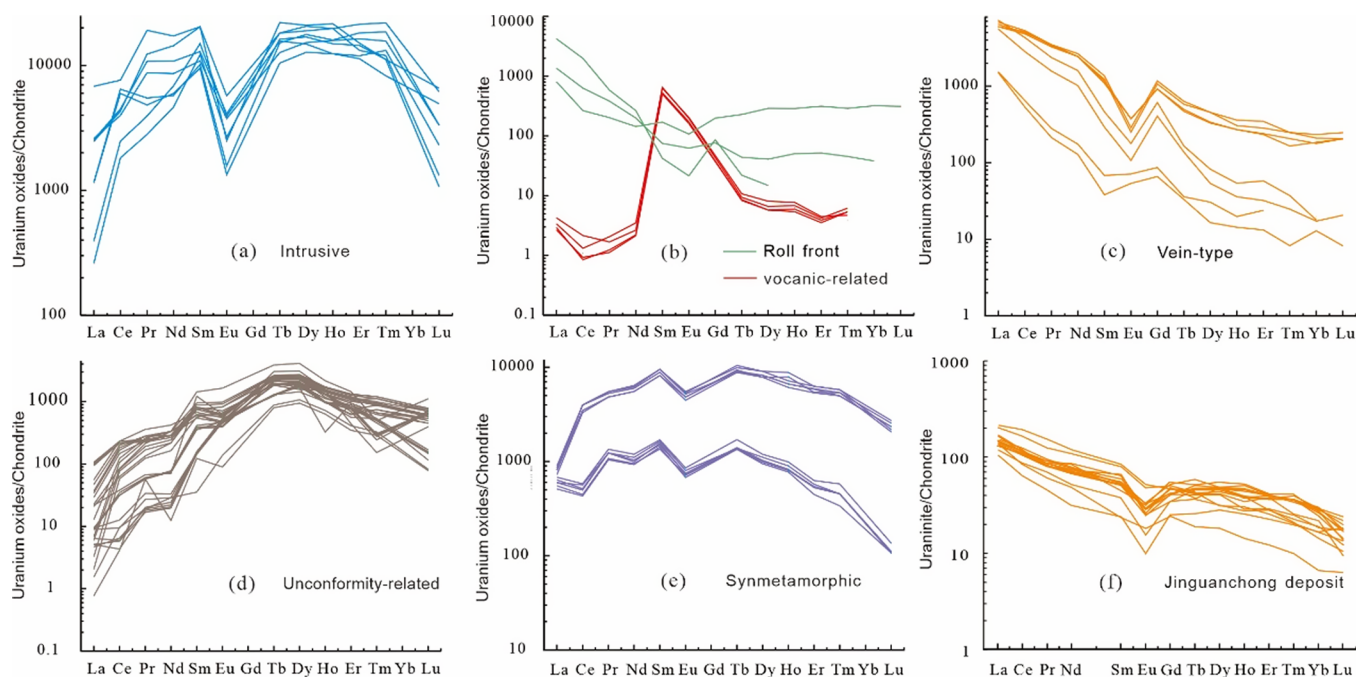 Uranium oxides/Chondrite
10000
1000
100
(a) Intrusive
La Ce Pr Nd Sm Eu Gd Tb Dy Ho Er Tm Yb Lu
Uranium oxides/Chondrite
10000
1000
100
10
1
0.1
(b)
Roll front
vocanic-related
La Ce Pr Nd Sm Eu Gd Tb Dy Ho Er Tm Yb Lu
Uranium oxides/Chondrite
1000
100
10
1
(c) Vein-type
La Ce Pr Nd Sm Eu Gd Tb Dy Ho Er Tm Yb Lu
Uranium oxides/Chondrite
1000
100
10
1
0.1
(d) Unconformity-related
La Ce Pr Nd Sm Eu Gd Tb Dy Ho Er Tm Yb Lu
Uranium oxides/Chondrite
10000
1000
100
10
(e) Synmetamorphic
La Ce Pr Nd Sm Eu Gd Tb Dy Ho Er Tm Yb Lu
Uraninite/Chondrite
1000
100
10
1
(f)
Jinguanchong deposit
La Ce Pr Nd Sm Eu Gd Tb Dy Ho Er Tm Yb Lu